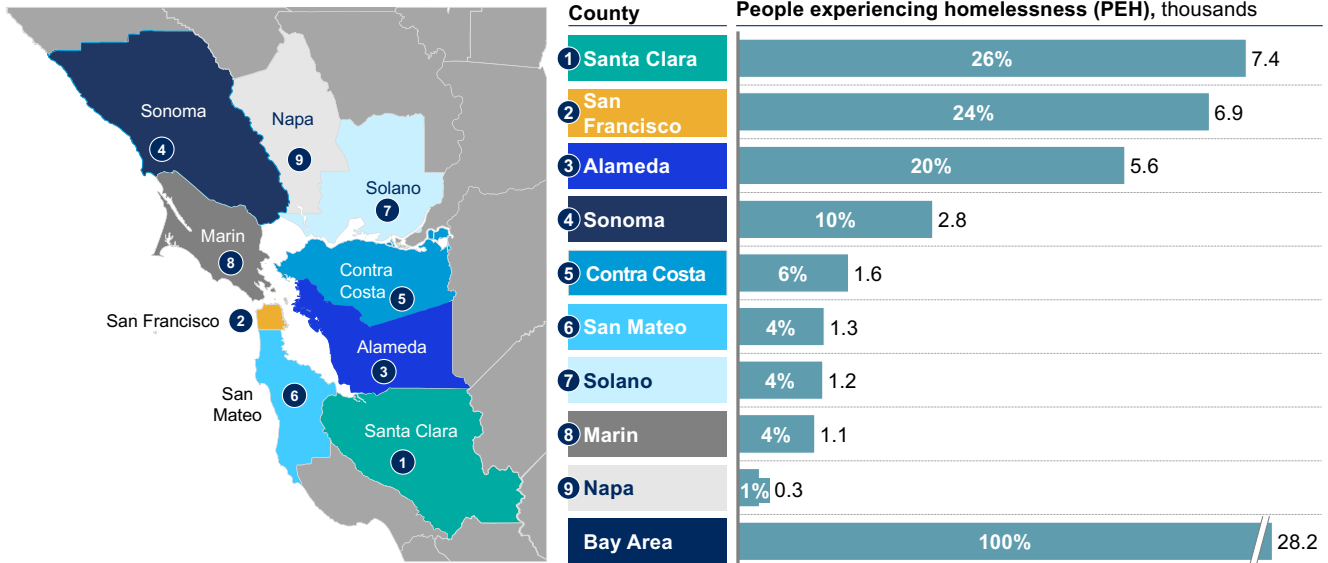 Sonoma
4
Napa
9
Solano
7
Marin
8
Contra
Costa
5
San Francisco
2
Alameda
3
San
Mateo
6
Santa Clara
1
County
People experiencing homelessness (PEH), thousands
1 Santa Clara
26%
7.4
2 San
Francisco
24%
6.9
3 Alameda
20%
5.6
4 Sonoma
10%
2.8
5 Contra Costa
6%
1.6
6 San Mateo
4%
1.3
7 Solano
4%
1.2
8 Marin
4%
1.1
9 Napa
1%
0.3
Bay Area
100%
28.2